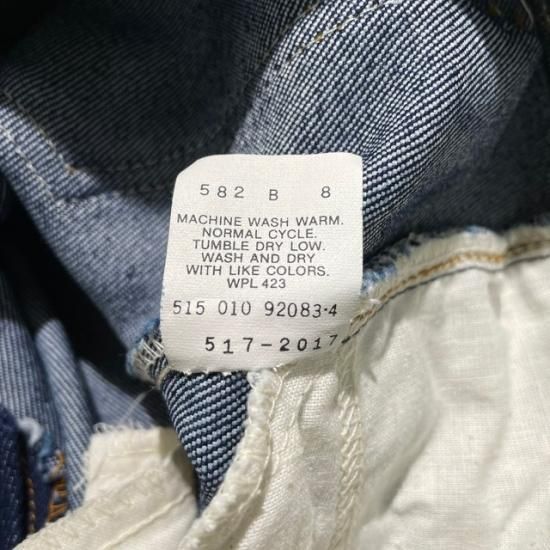 582 B 8
MACHINE WASH WARM.
NORMAL CYCLE.
TUMBLE DRY LOW.
WASH AND DRY
WITH LIKE COLORS.
WPL 423
515 010 92083-4
517-2017